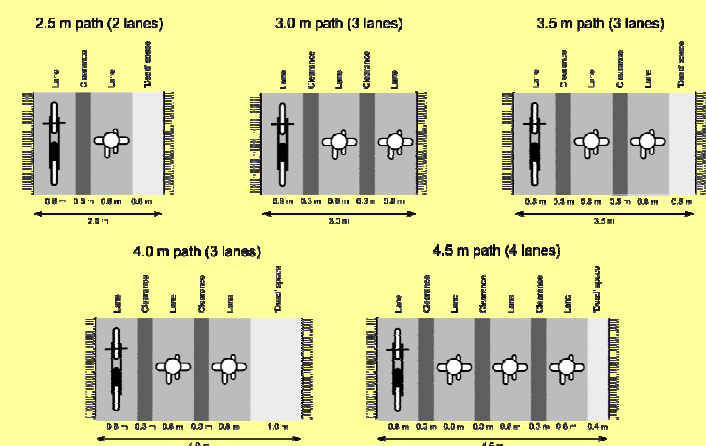 2.5 m path (2 lanes)
Lane Clearance Lane 'Dead' space
0.8 m 0.3 m 0.8 m 0.6 m
2.5 m
3.0 m path (3 lanes)
Lane Clearance Lane Clearance Lane
0.8 m 0.3 m 0.8 m 0.3 m 0.8 m
3.0 m
3.5 m path (3 lanes)
Lane Clearance Lane Clearance Lane 'Dead' space
0.8 m 0.3 m 0.8 m 0.3 m 0.8 m 0.5 m
3.5 m
4.0 m path (3 lanes)
Lane Clearance Lane Clearance Lane 'Dead' space
0.8 m 0.3 m 0.8 m 0.3 m 0.8 m 1.0 m
4.0 m
4.5 m path (4 lanes)
Lane Clearance Lane Clearance Lane Clearance Lane 'Dead' space
0.8 m 0.3 m 0.8 m 0.3 m 0.8 m 0.3 m 0.8 m 0.4 m
4.5 m